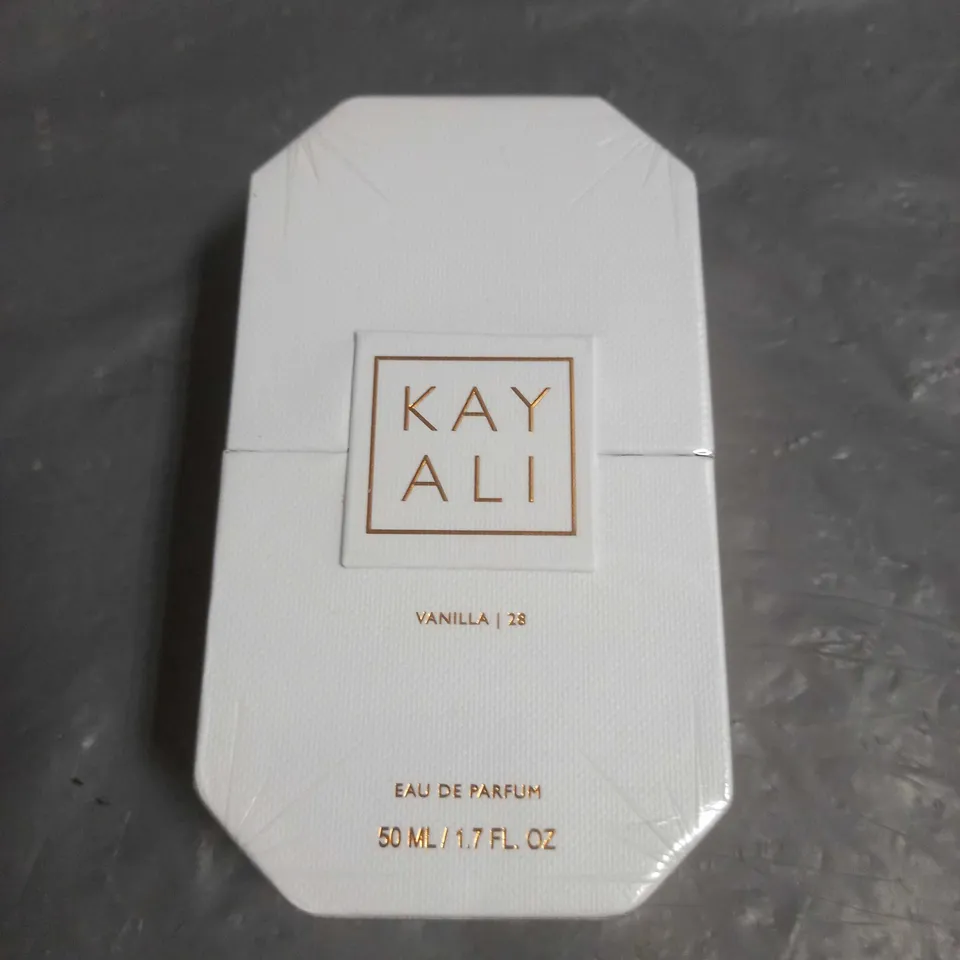 KAY
ALI
VANILLA | 28
EAU DE PARFUM
50 ML / 1.7 FL. OZ